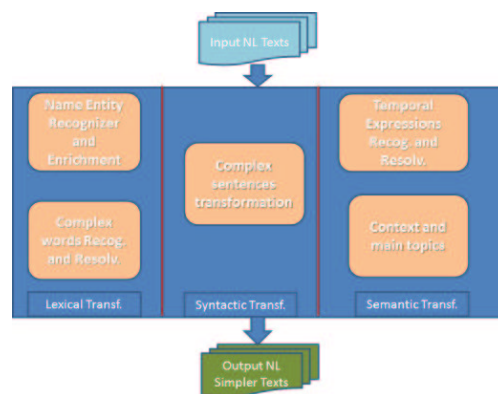 Input NL Texts
Name Entity
Recognizer
and
Enrichment
Complex
words Recog.
and Resolv.
Lexical Transf.
Complex
sentences
transformation
Syntactic Transf.
Temporal
Expressions
Recog. and
Resolv.
Context and
main topics
Semantic Transf.
Output NL
Simpler Texts